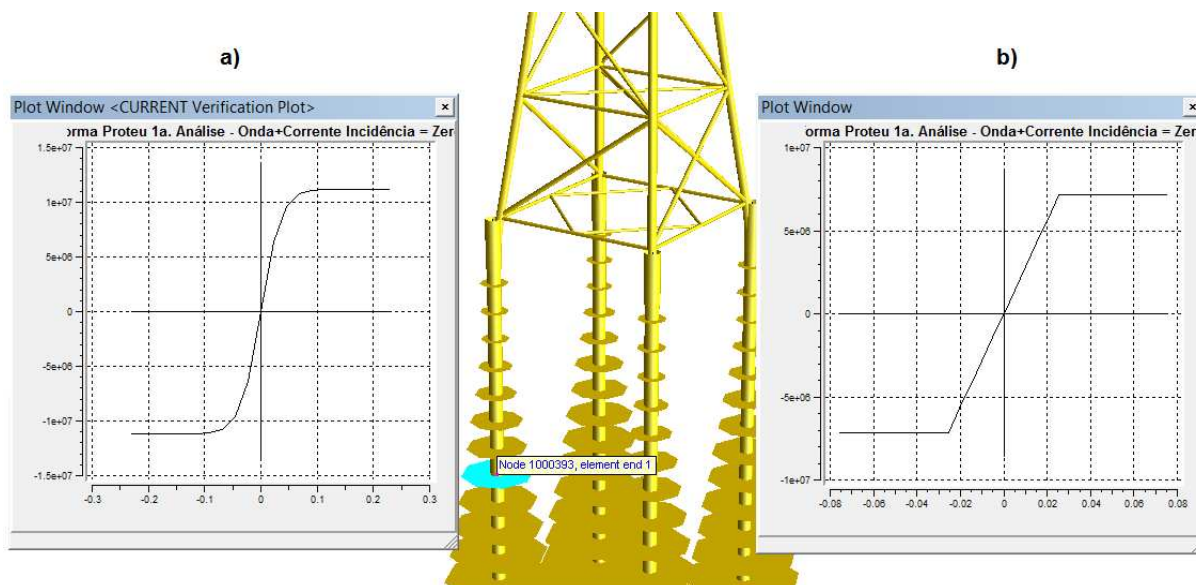 a)
Plot Window <CURRENT Verification Plot>
×
orma Proteu 1a. Análise - Onda+Corrente Incidência = Zer
1.5e+07
1e+07
5e+06
0
-5e+06
-1e+07
-1.5e+07
-0.3
-0.2
-0.1
0
0.1
0.2
0.3
Node 1000393, element end 1
b)
Plot Window
×
orma Proteu 1a. Análise - Onda+Corrente Incidência = Zer
1e+07
5e+06
0
-5e+06
-1e+07
-0.08
-0.06
-0.04
-0.02
0
0.02
0.04
0.06
0.08